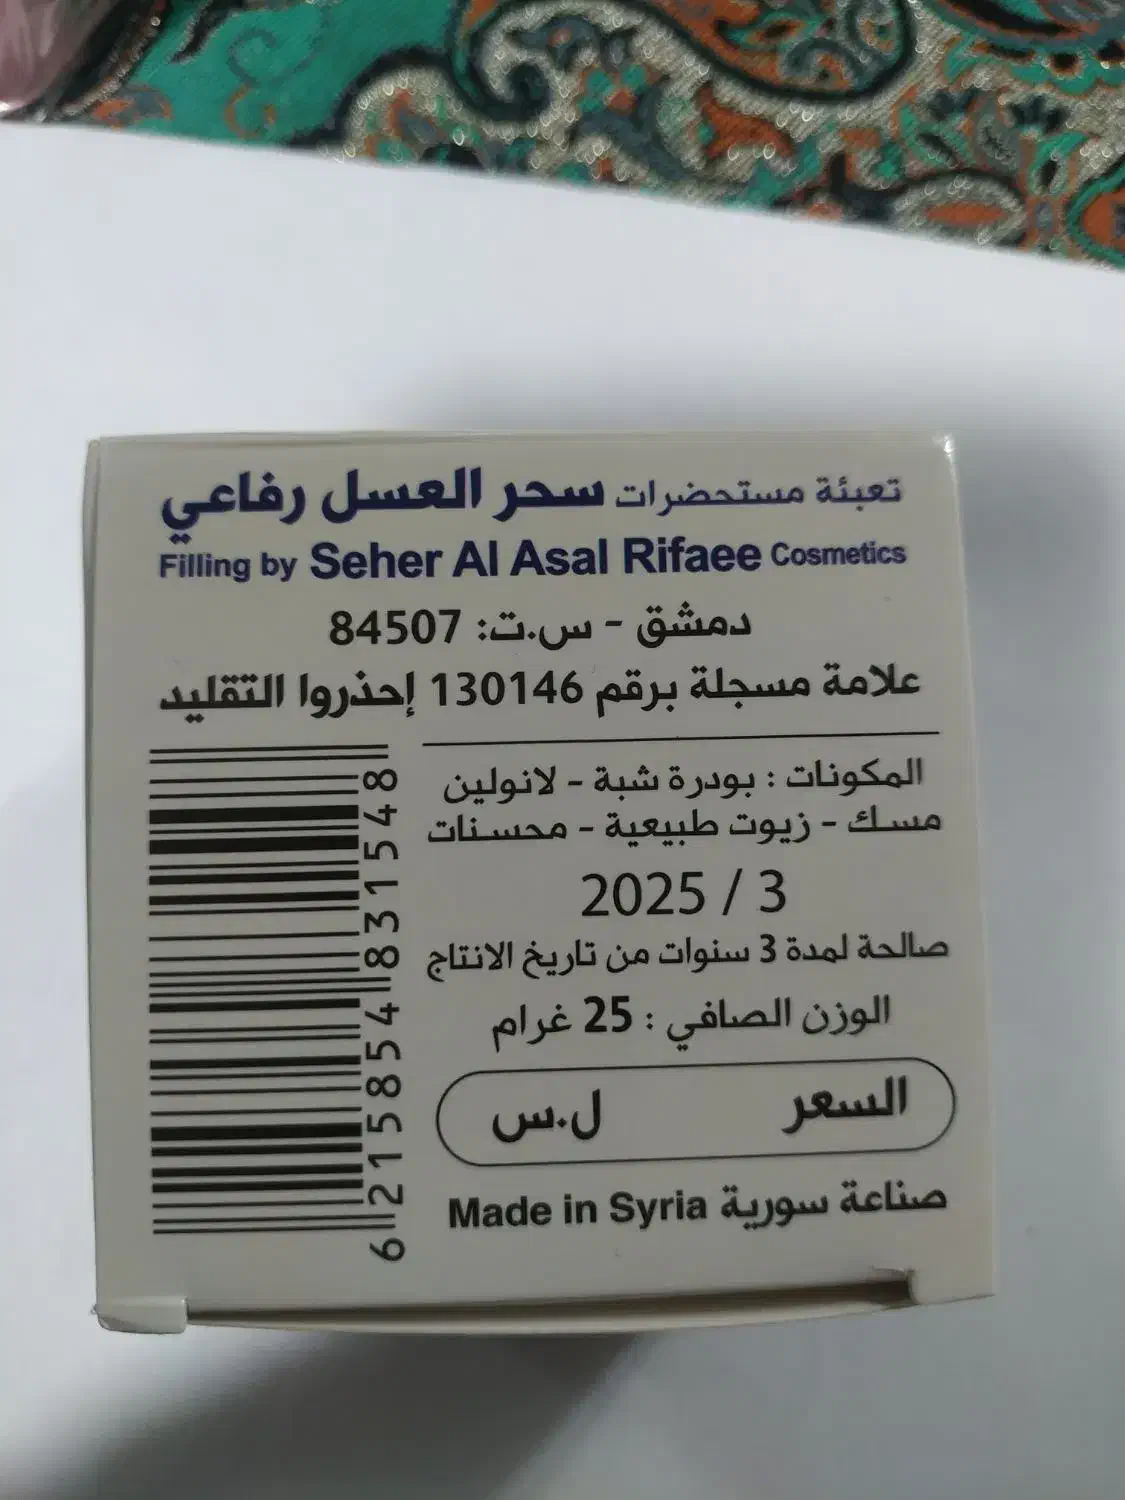 تعبئة مستحضرات سحر العسل رفاعي
Filling by Seher Al Asal Rifaee Cosmetics
دمشق - س.ت: 84507
علامة مسجلة برقم 130146 إحذروا التقليد
المكونات : بودرة شبة - لانولين
مسك - زيوت طبيعية - محسنات
2025 / 3
صالحة لمدة 3 سنوات من تاريخ الانتاج
الوزن الصافي : 25 غرام
السعر ل.س
صناعة سورية Made in Syria
6215854831548